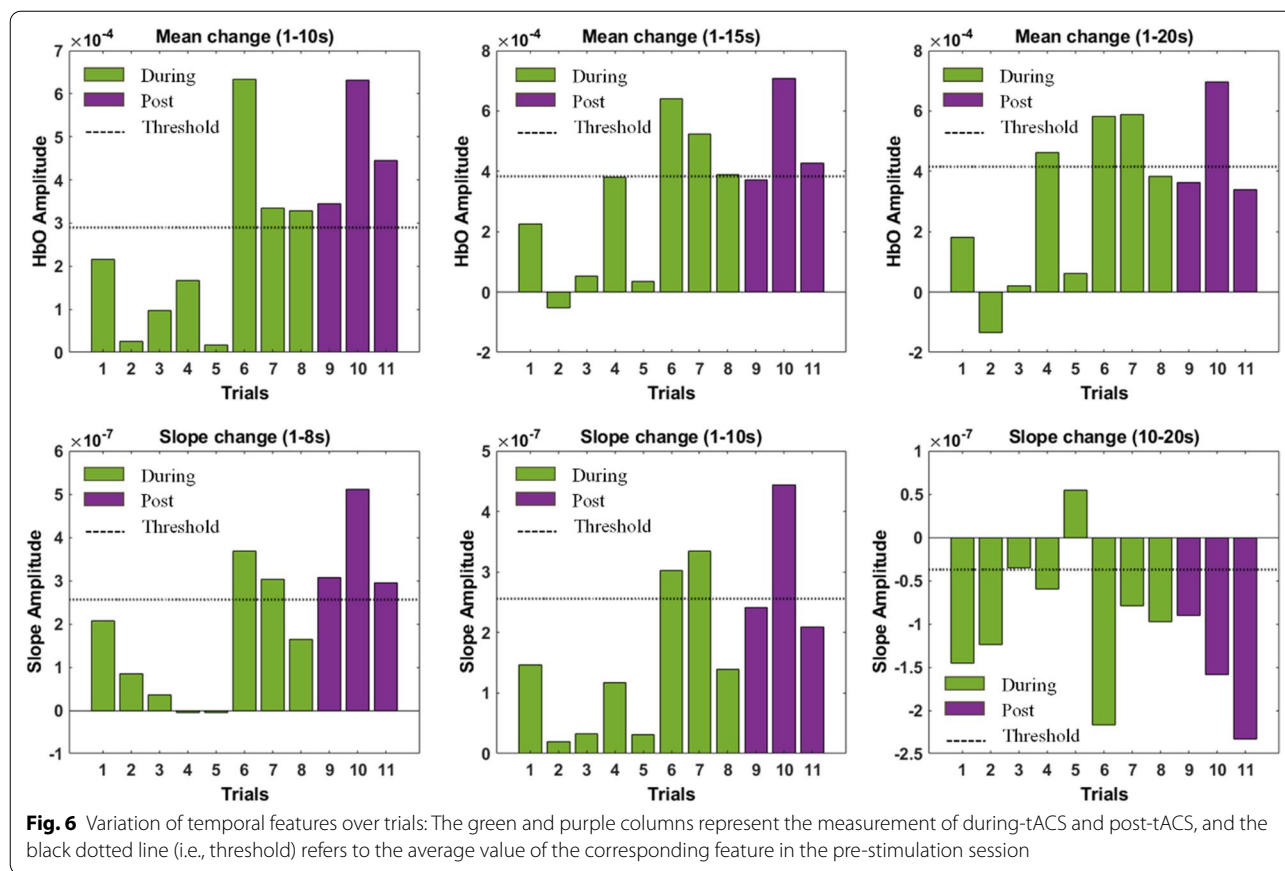 Mean change (1-10s)
×10⁻⁴
7
6
5
4
3
2
1
0
HbO Amplitude
During
Post
Threshold
1 2 3 4 5 6 7 8 9 10 11
Trials
Mean change (1-15s)
×10⁻⁴
8
6
4
2
0
-2
HbO Amplitude
During
Post
Threshold
1 2 3 4 5 6 7 8 9 10 11
Trials
Mean change (1-20s)
×10⁻⁴
8
6
4
2
0
-2
HbO Amplitude
During
Post
Threshold
1 2 3 4 5 6 7 8 9 10 11
Trials
Slope change (1-8s)
×10⁻⁷
6
5
4
3
2
1
0
-1
Slope Amplitude
During
Post
Threshold
1 2 3 4 5 6 7 8 9 10 11
Trials
Slope change (1-10s)
×10⁻⁷
5
4
3
2
1
0
Slope Amplitude
During
Post
Threshold
1 2 3 4 5 6 7 8 9 10 11
Trials
Slope change (10-20s)
×10⁻⁷
1
0.5
0
-0.5
-1
-1.5
-2
-2.5
Slope Amplitude
During
Post
Threshold
1 2 3 4 5 6 7 8 9 10 11
Trials
Fig. 6 Variation of temporal features over trials: The green and purple columns represent the measurement of during-tACS and post-tACS, and the
black dotted line (i.e., threshold) refers to the average value of the corresponding feature in the pre-stimulation session